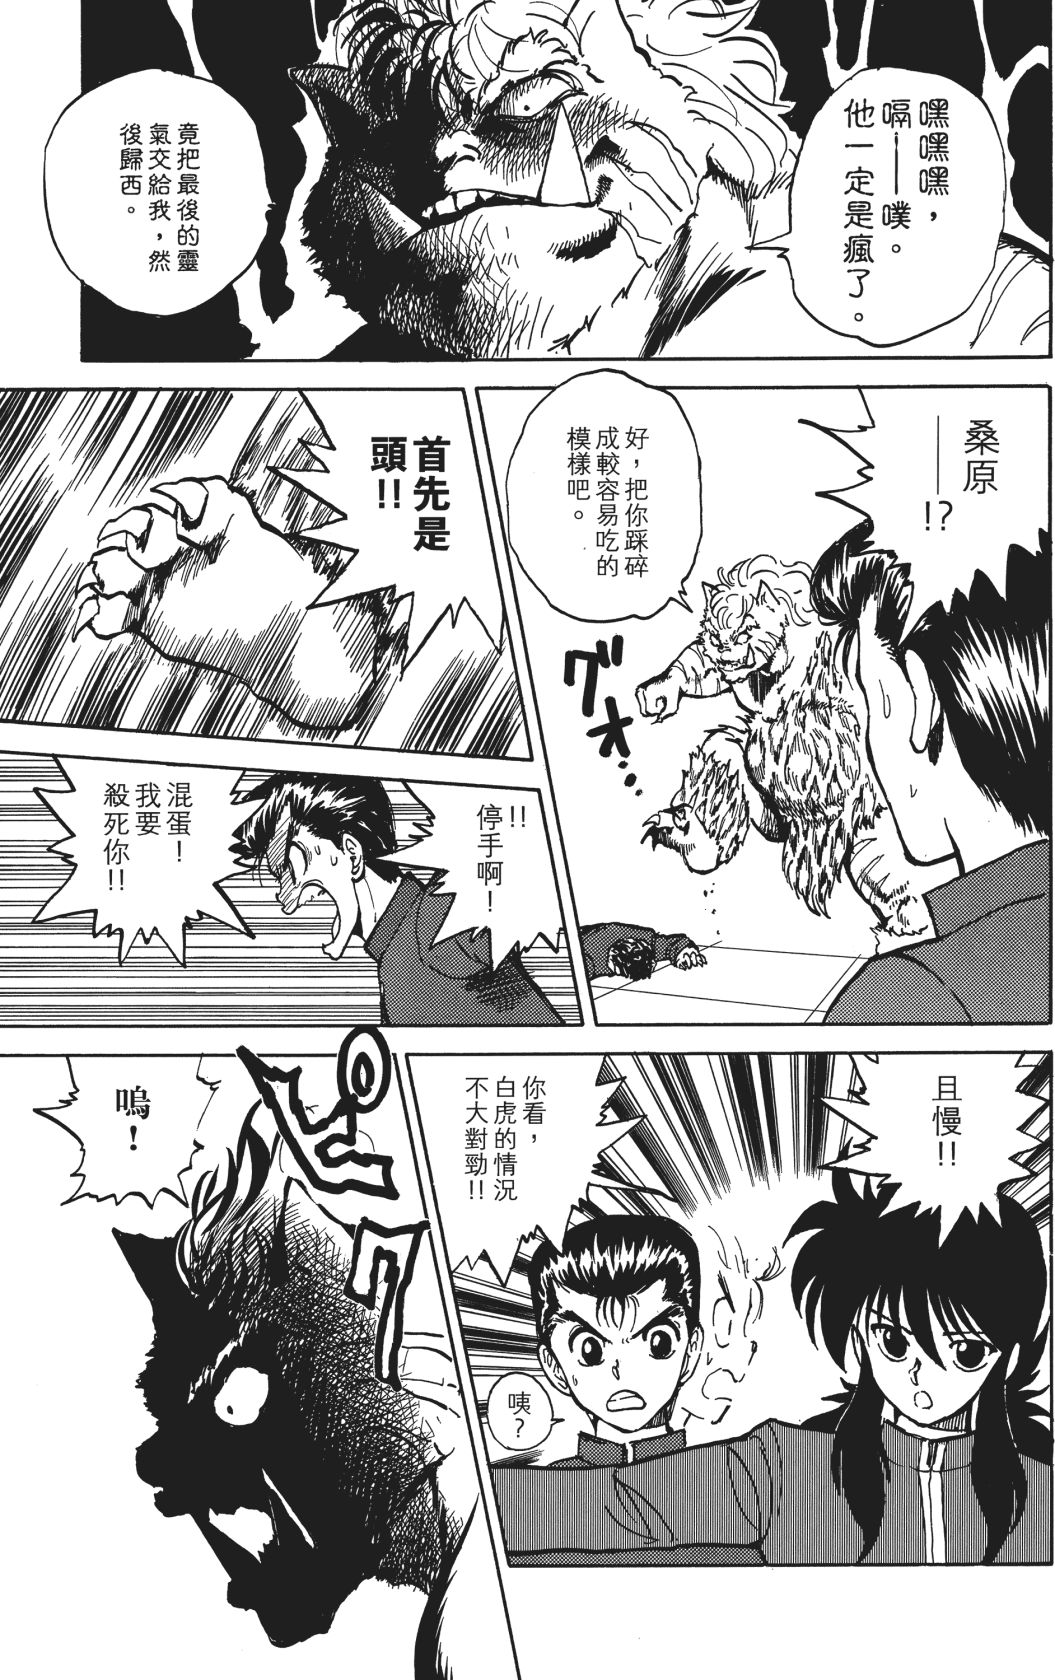 嘿嘿嘿，
嗝——噗。
他一定是瘋了。
竟把最後的靈
氣交給我，然
後歸西。
桑原
——!?
好，把你踩碎
成較容易吃的
模樣吧。
グオ・
首先是
頭!!
!!
停手啊！
混蛋！
我要
殺死你!!
且慢!!
你看，
白虎的情況
不大對勁!!
咦？
ピク
嗚！